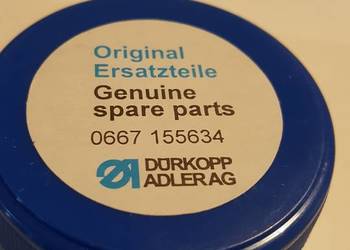 Original
Ersatzteile
Genuine
spare parts
0667 155634
DÜRKOPP
ADLER AG